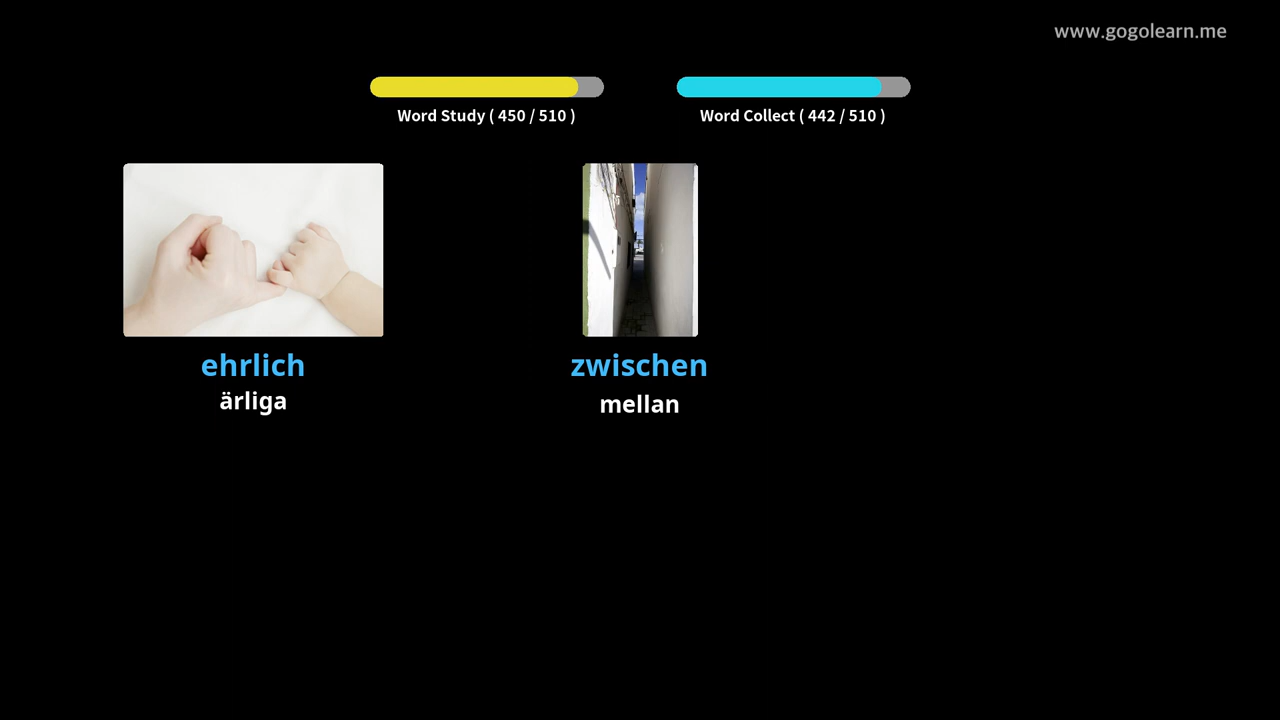 www.gogolearn.me
Word Study ( 450 / 510 )
Word Collect ( 442 / 510 )
ehrlich
ärliga
zwischen
mellan